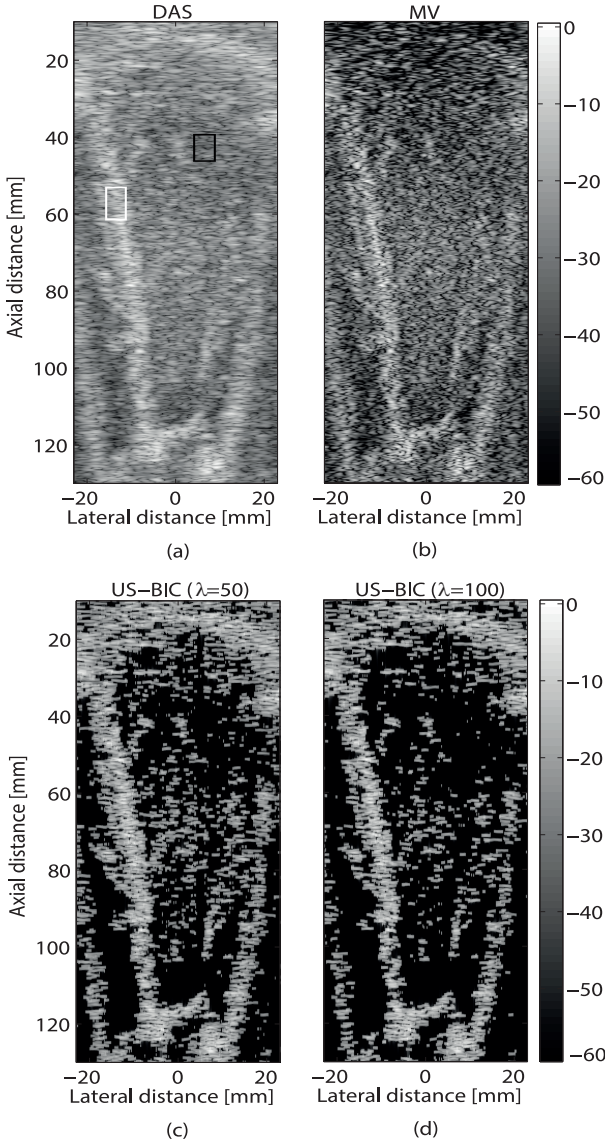 DAS
MV
20
40
60
80
100
120
Axial distance [mm]
0
−10
−20
−30
−40
−50
−60
−20 0 20
−20 0 20
Lateral distance [mm]
Lateral distance [mm]
(a)
(b)
US−BIC (λ=50)
US−BIC (λ=100)
20
40
60
80
100
120
Axial distance [mm]
0
−10
−20
−30
−40
−50
−60
−20 0 20
−20 0 20
Lateral distance [mm]
Lateral distance [mm]
(c)
(d)